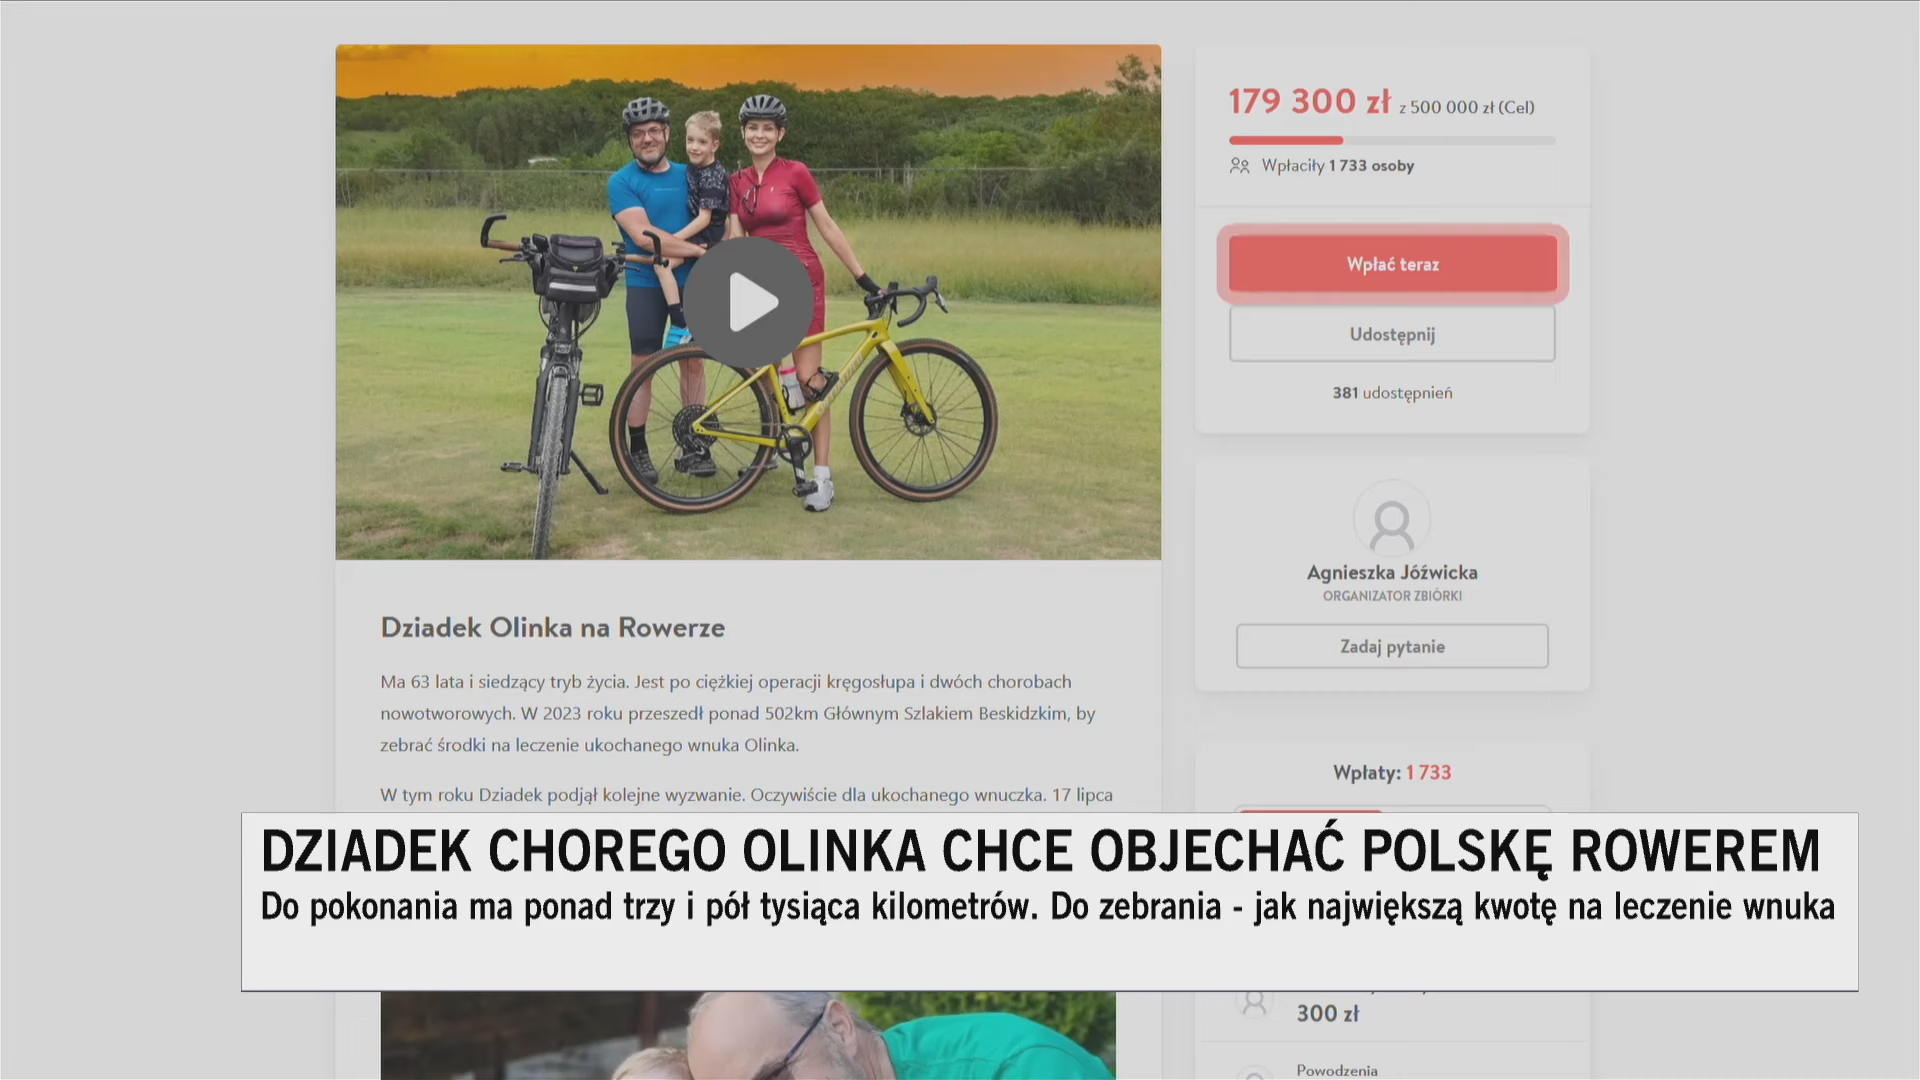 179 300 zł z 500 000 zł (Cel)
Wpłaciły 1 733 osoby
Wpłać teraz
Udostępnij
381 udostępnień
Agnieszka Jóźwicka
ORGANIZATOR ZBIÓRKI
Zadaj pytanie
Dziadek Olinka na Rowerze
Ma 63 lata i siedzący tryb życia. Jest po ciężkiej operacji kręgosłupa i dwóch chorobach
nowotworowych. W 2023 roku przeszedł ponad 502km Głównym Szlakiem Beskidzkim, by
zebrać środki na leczenie ukochanego wnuka Olinka.
W tym roku Dziadek podjął kolejne wyzwanie. Oczywiście dla ukochanego wnuczka. 17 lipca
Wpłaty: 1 733
DZIADEK CHOREGO OLINKA CHCE OBJECHAĆ POLSKĘ ROWEREM
Do pokonania ma ponad trzy i pół tysiąca kilometrów. Do zebrania - jak największą kwotę na leczenie wnuka
300 zł
Powodzenia